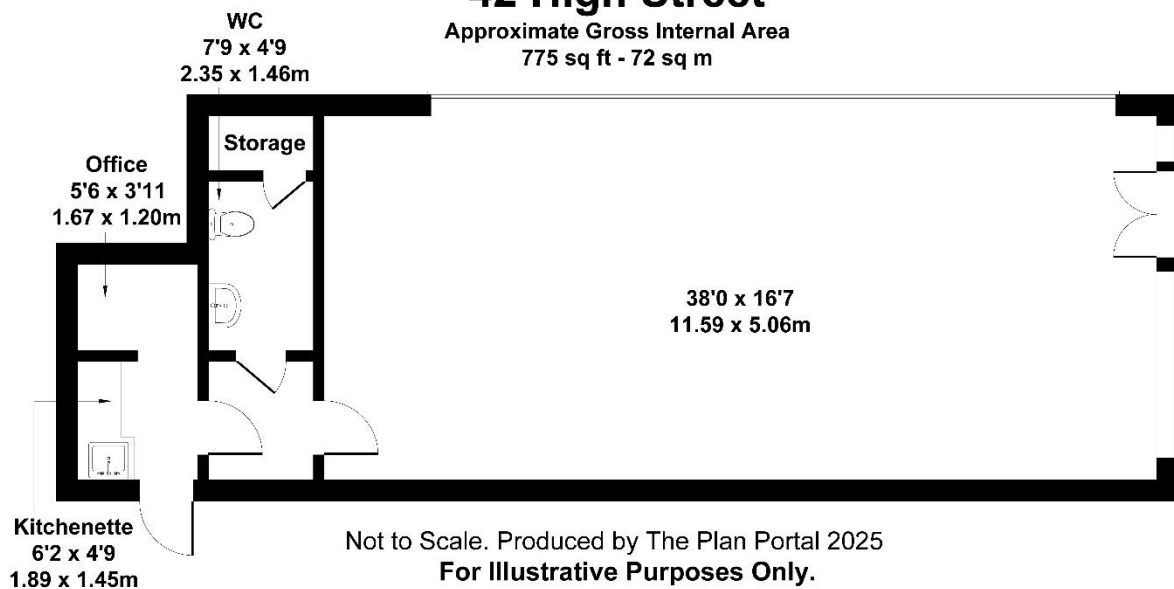 42 High Street
Approximate Gross Internal Area
775 sq ft - 72 sq m
WC
7'9 x 4'9
2.35 x 1.46m
Storage
Office
5'6 x 3'11
1.67 x 1.20m
38'0 x 16'7
11.59 x 5.06m
Kitchenette
6'2 x 4'9
1.89 x 1.45m
Not to Scale. Produced by The Plan Portal 2025
For Illustrative Purposes Only.